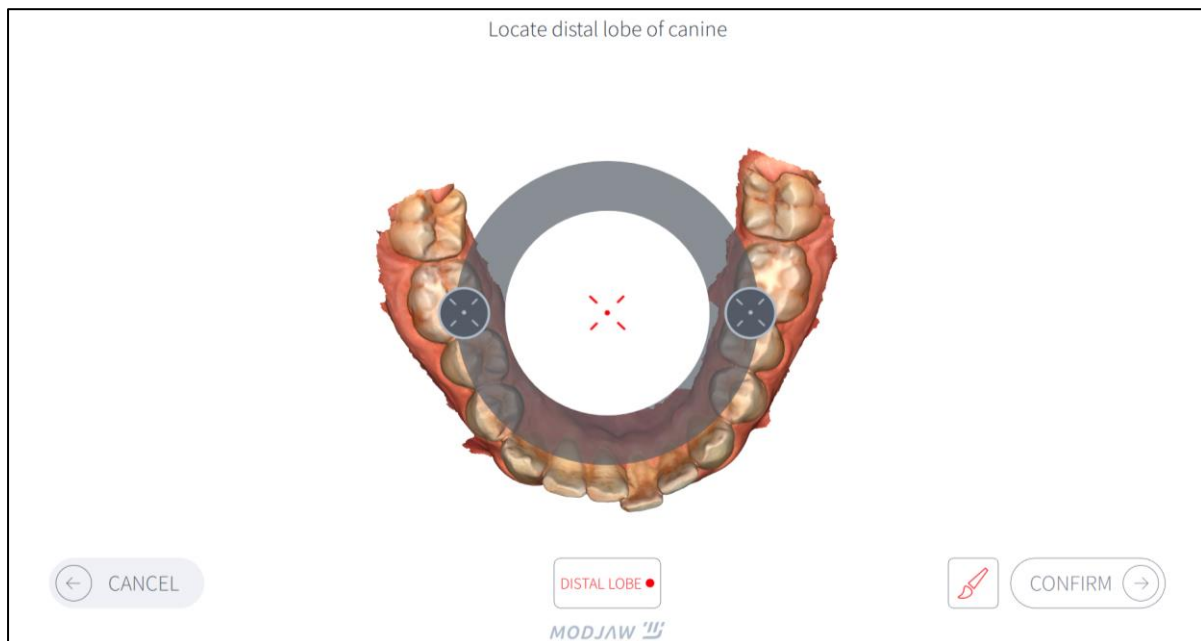 Locate distal lobe of canine
CANCEL
DISTAL LOBE
CONFIRM
MODJAW